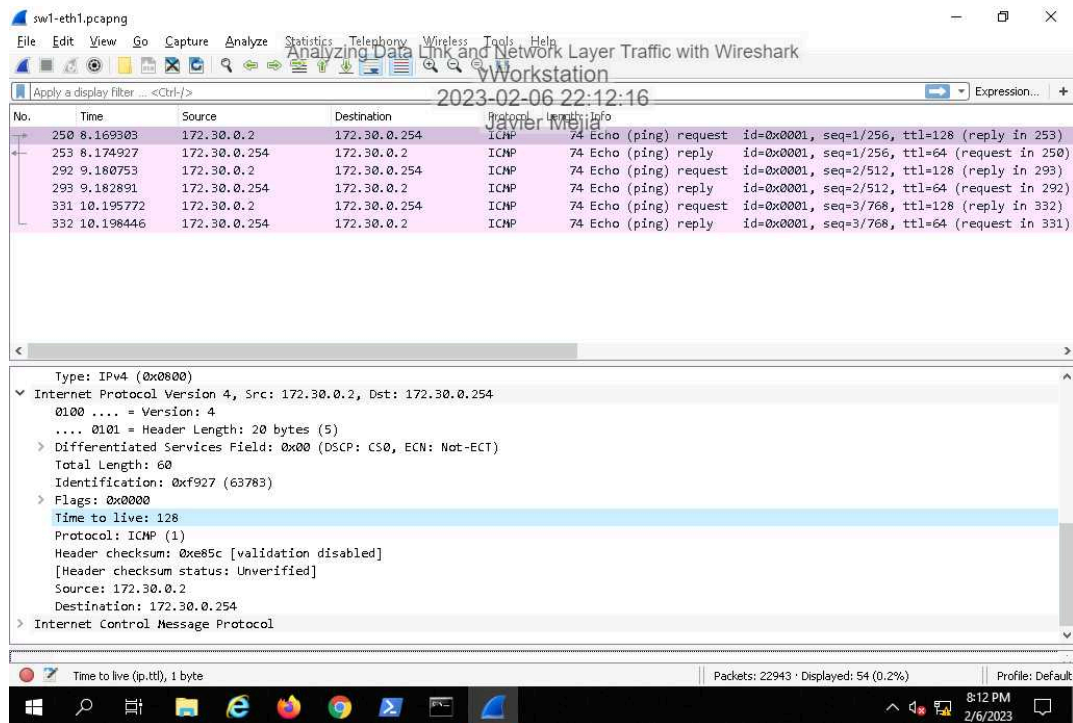 sw1-eth1.pcapng
File Edit View Go Capture Analyze Statistics Telephony Wireless Tools Help
Analyzing Data Link and Network Layer Traffic with Wireshark
vWorkstation
2023-02-06 22:12:16
Javier Mejia
Apply a display filter ... <Ctrl-/> Expression... +
No. Time Source Destination Protocol Length Info
250 8.169303 172.30.0.2 172.30.0.254 ICMP 74 Echo (ping) request id=0x0001, seq=1/256, ttl=128 (reply in 253)
253 8.174927 172.30.0.254 172.30.0.2 ICMP 74 Echo (ping) reply id=0x0001, seq=1/256, ttl=64 (request in 250)
292 9.180753 172.30.0.2 172.30.0.254 ICMP 74 Echo (ping) request id=0x0001, seq=2/512, ttl=128 (reply in 293)
293 9.182891 172.30.0.254 172.30.0.2 ICMP 74 Echo (ping) reply id=0x0001, seq=2/512, ttl=64 (request in 292)
331 10.195772 172.30.0.2 172.30.0.254 ICMP 74 Echo (ping) request id=0x0001, seq=3/768, ttl=128 (reply in 332)
332 10.198446 172.30.0.254 172.30.0.2 ICMP 74 Echo (ping) reply id=0x0001, seq=3/768, ttl=64 (request in 331)
Type: IPv4 (0x0800)
Internet Protocol Version 4, Src: 172.30.0.2, Dst: 172.30.0.254
0100 .... = Version: 4
.... 0101 = Header Length: 20 bytes (5)
Differentiated Services Field: 0x00 (DSCP: CS0, ECN: Not-ECT)
Total Length: 60
Identification: 0xf927 (63783)
Flags: 0x0000
Time to live: 128
Protocol: ICMP (1)
Header checksum: 0xe85c [validation disabled]
[Header checksum status: Unverified]
Source: 172.30.0.2
Destination: 172.30.0.254
Internet Control Message Protocol
Time to live (ip.ttl), 1 byte Packets: 22943 · Displayed: 54 (0.2%) Profile: Default
8:12 PM
2/6/2023